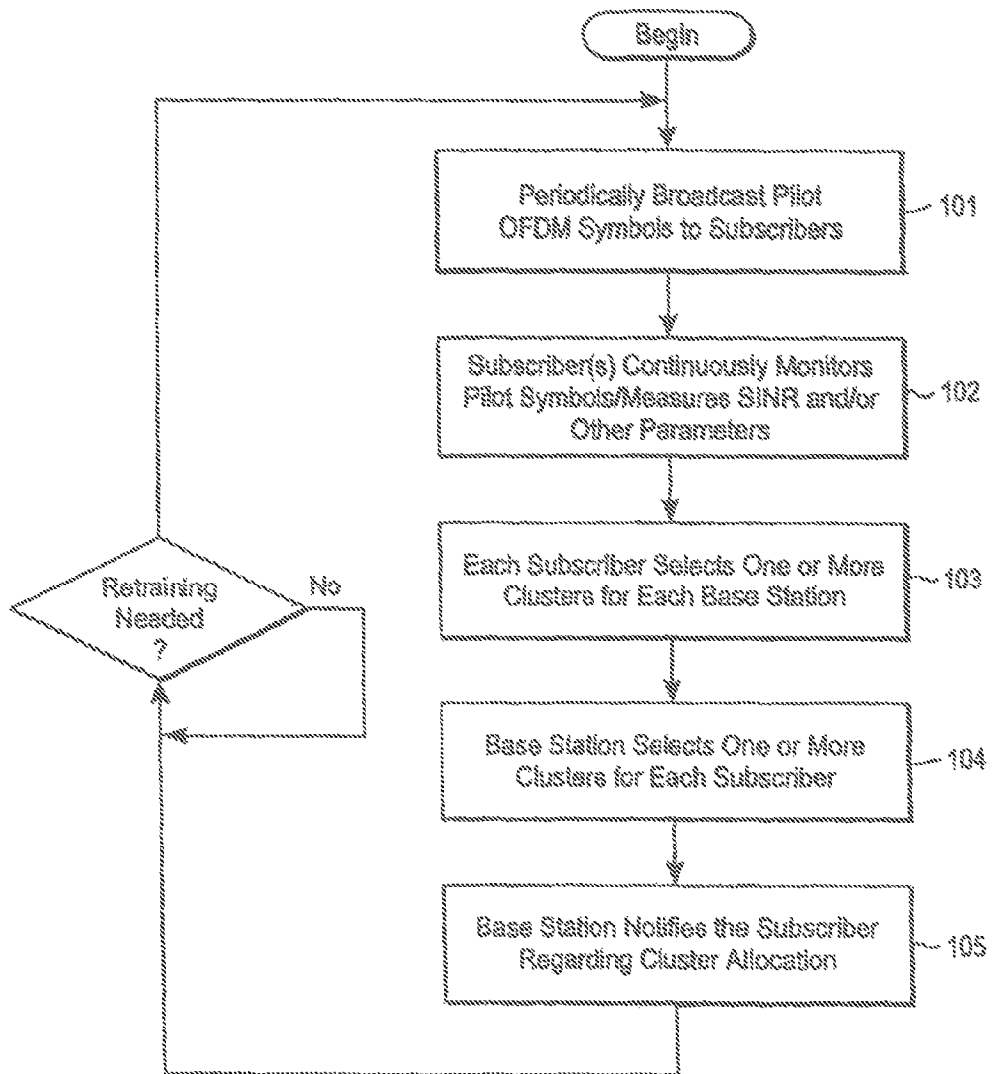 Begin
Periodically Broadcast Pilot
OFDM Symbols to Subscribers
101
Subscriber(s) Continuously Monitors
Pilot Symbols/Measures SINR and/or
Other Parameters
102
Each Subscriber Selects One or More
Clusters for Each Base Station
103
Base Station Selects One or More
Clusters for Each Subscriber
104
Base Station Notifies the Subscriber
Regarding Cluster Allocation
105
Retraining
Needed
?
No